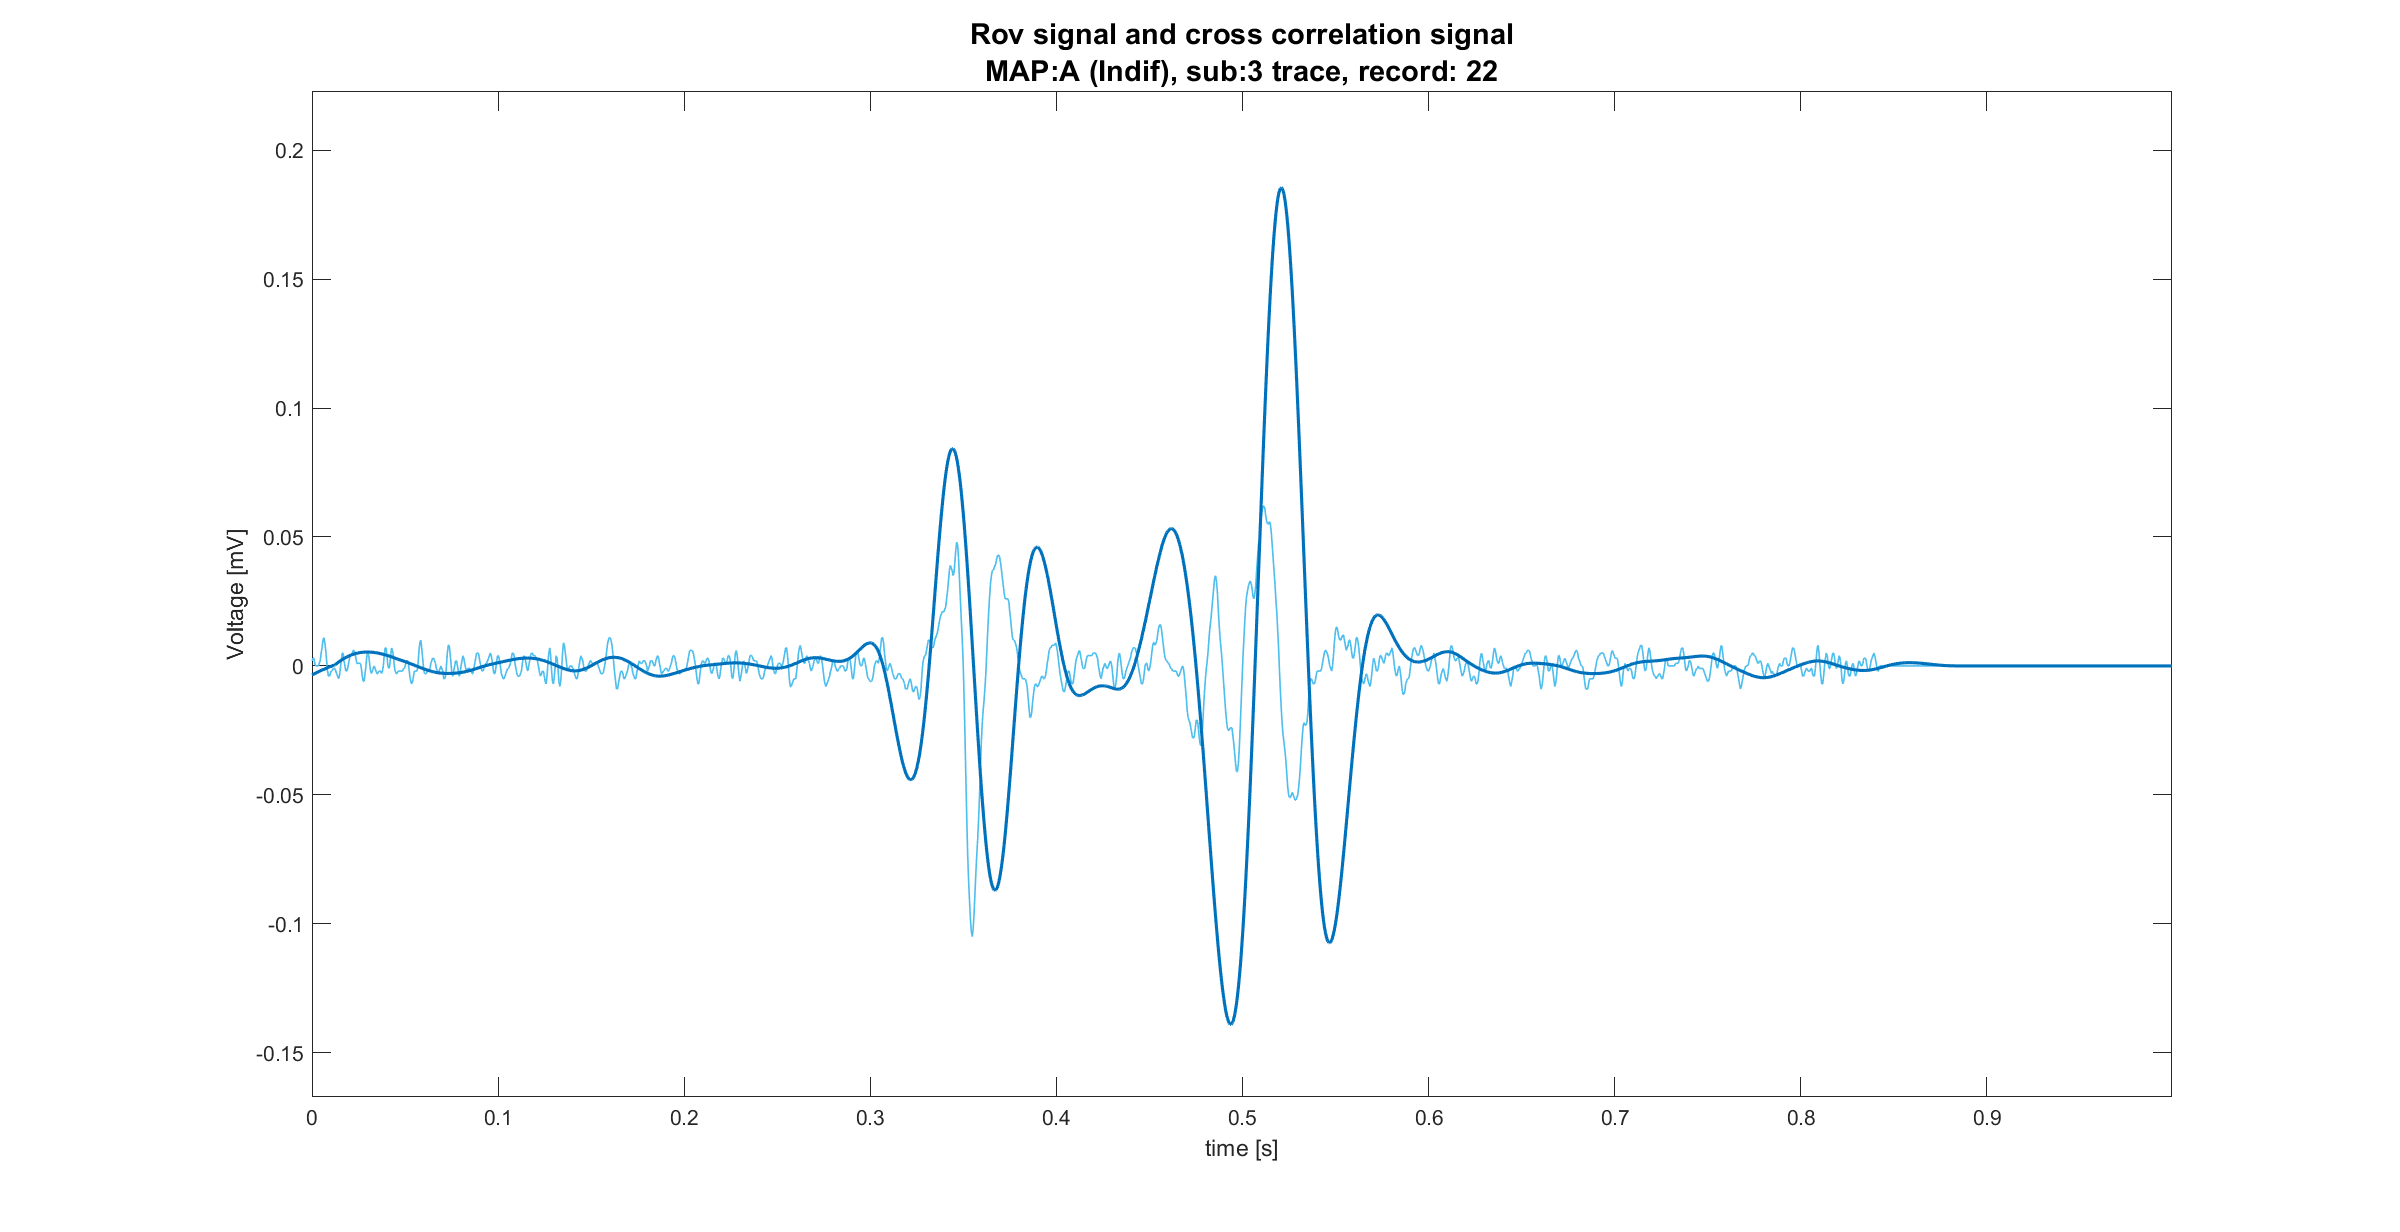 Rov signal and cross correlation signal
MAP:A (Indif), sub:3 trace, record: 22
0.2
0.15
0.1
0.05
0
-0.05
-0.1
-0.15
Voltage [mV]
0 0.1 0.2 0.3 0.4 0.5 0.6 0.7 0.8 0.9
time [s]